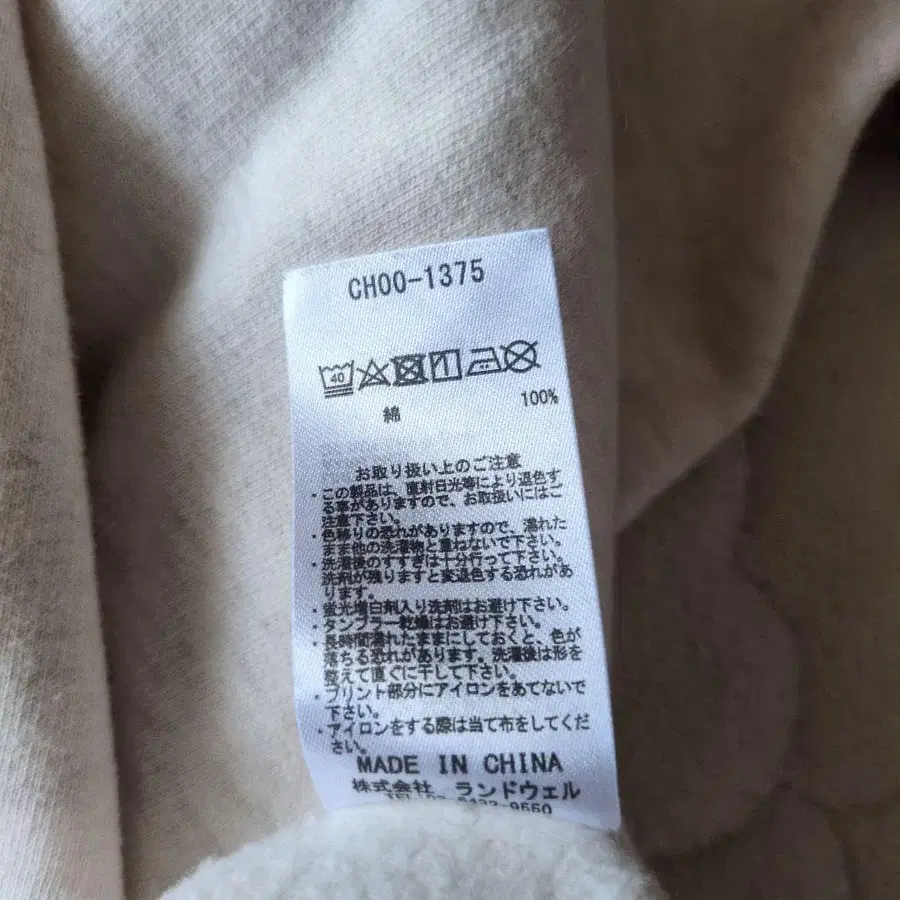 CH00-1375
40
綿 100%
お取り扱い上のご注意
・この製品は、直射日光等により退色す
る事がありますので、お取扱いにはご
注意下さい。
・色移りの恐れがありますので、濡れた
まま他の洗濯物と重ねないで下さい。
・洗濯後のすすぎは十分行って下さい。
洗剤が残りますと変退色する恐れがあ
ります。
・蛍光増白剤入り洗剤はお避け下さい。
・タンブラー乾燥はお避け下さい。
・長時間濡れたままにしておくと、色が
落ちる恐れがあります。洗濯後は形を
整えて直ぐに干して下さい。
・プリント部分にアイロンをあてないで
下さい。
・アイロンをする際は当て布をしてくだ
さい。
MADE IN CHINA
株式会社 ランドウェル